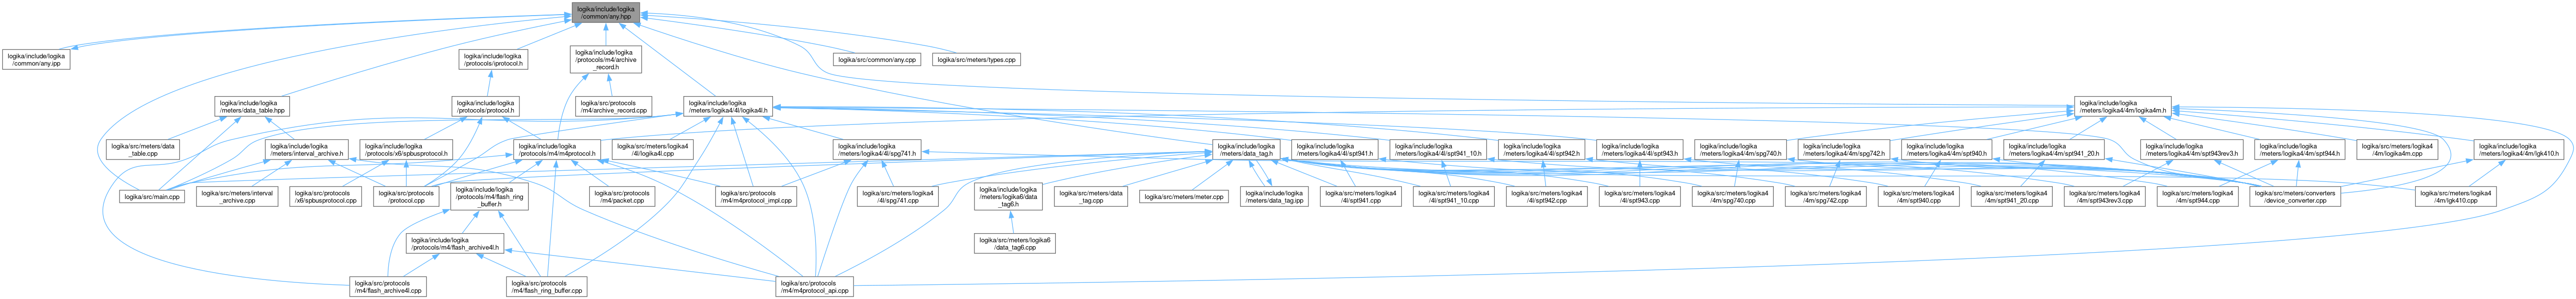 logika/include/logika
/common/any.hpp
logika/include/logika
/common/any.ipp
logika/include/logika
/protocols/iprotocol.h
logika/include/logika
/protocols/m4/archive
_record.h
logika/src/common/any.cpp
logika/src/meters/types.cpp
logika/include/logika
/meters/data_table.hpp
logika/include/logika
/protocols/protocol.h
logika/src/protocols
/m4/archive_record.cpp
logika/include/logika
/meters/logika4/4l/logika4l.h
logika/include/logika
/meters/logika4/4m/logika4m.h
logika/src/meters/data
_table.cpp
logika/include/logika
/meters/interval_archive.h
logika/include/logika
/protocols/x6/spbusprotocol.h
logika/include/logika
/protocols/m4/m4protocol.h
logika/src/meters/logika4
/4l/logika4l.cpp
logika/include/logika
/meters/logika4/4l/spg741.h
logika/include/logika
/meters/data_tag.h
logika/include/logika
/meters/logika4/4l/spt941.h
logika/include/logika
/meters/logika4/4l/spt941_10.h
logika/include/logika
/meters/logika4/4l/spt942.h
logika/include/logika
/meters/logika4/4l/spt943.h
logika/include/logika
/meters/logika4/4m/spg740.h
logika/include/logika
/meters/logika4/4m/spg742.h
logika/include/logika
/meters/logika4/4m/spt940.h
logika/include/logika
/meters/logika4/4m/spt941_20.h
logika/include/logika
/meters/logika4/4m/spt943rev3.h
logika/include/logika
/meters/logika4/4m/spt944.h
logika/src/meters/logika4
/4m/logika4m.cpp
logika/include/logika
/meters/logika4/4m/lgk410.h
logika/src/main.cpp
logika/src/meters/interval
_archive.cpp
logika/src/protocols
/x6/spbusprotocol.cpp
logika/src/protocols
/protocol.cpp
logika/include/logika
/protocols/m4/flash_ring
_buffer.h
logika/src/protocols
/m4/packet.cpp
logika/src/protocols
/m4/m4protocol_impl.cpp
logika/src/meters/logika4
/4l/spg741.cpp
logika/include/logika
/meters/logika6/data
_tag6.h
logika/src/meters/data
_tag.cpp
logika/src/meters/meter.cpp
logika/include/logika
/meters/data_tag.ipp
logika/src/meters/logika4
/4l/spt941.cpp
logika/src/meters/logika4
/4l/spt941_10.cpp
logika/src/meters/logika4
/4l/spt942.cpp
logika/src/meters/logika4
/4l/spt943.cpp
logika/src/meters/logika4
/4m/spg740.cpp
logika/src/meters/logika4
/4m/spg742.cpp
logika/src/meters/logika4
/4m/spt940.cpp
logika/src/meters/logika4
/4m/spt941_20.cpp
logika/src/meters/logika4
/4m/spt943rev3.cpp
logika/src/meters/logika4
/4m/spt944.cpp
logika/src/meters/converters
/device_converter.cpp
logika/src/meters/logika4
/4m/lgk410.cpp
logika/include/logika
/protocols/m4/flash_archive4l.h
logika/src/meters/logika6
/data_tag6.cpp
logika/src/protocols
/m4/flash_archive4l.cpp
logika/src/protocols
/m4/flash_ring_buffer.cpp
logika/src/protocols
/m4/m4protocol_api.cpp